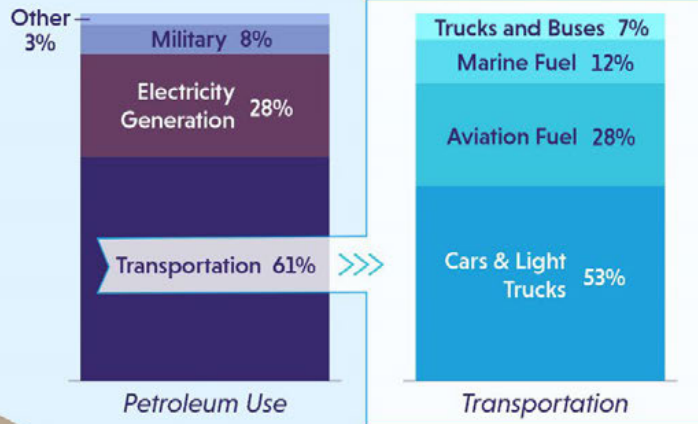 Other
3%
Military 8%
Electricity
Generation 28%
Transportation 61%
Petroleum Use
Trucks and Buses 7%
Marine Fuel 12%
Aviation Fuel 28%
Cars & Light
Trucks 53%
Transportation